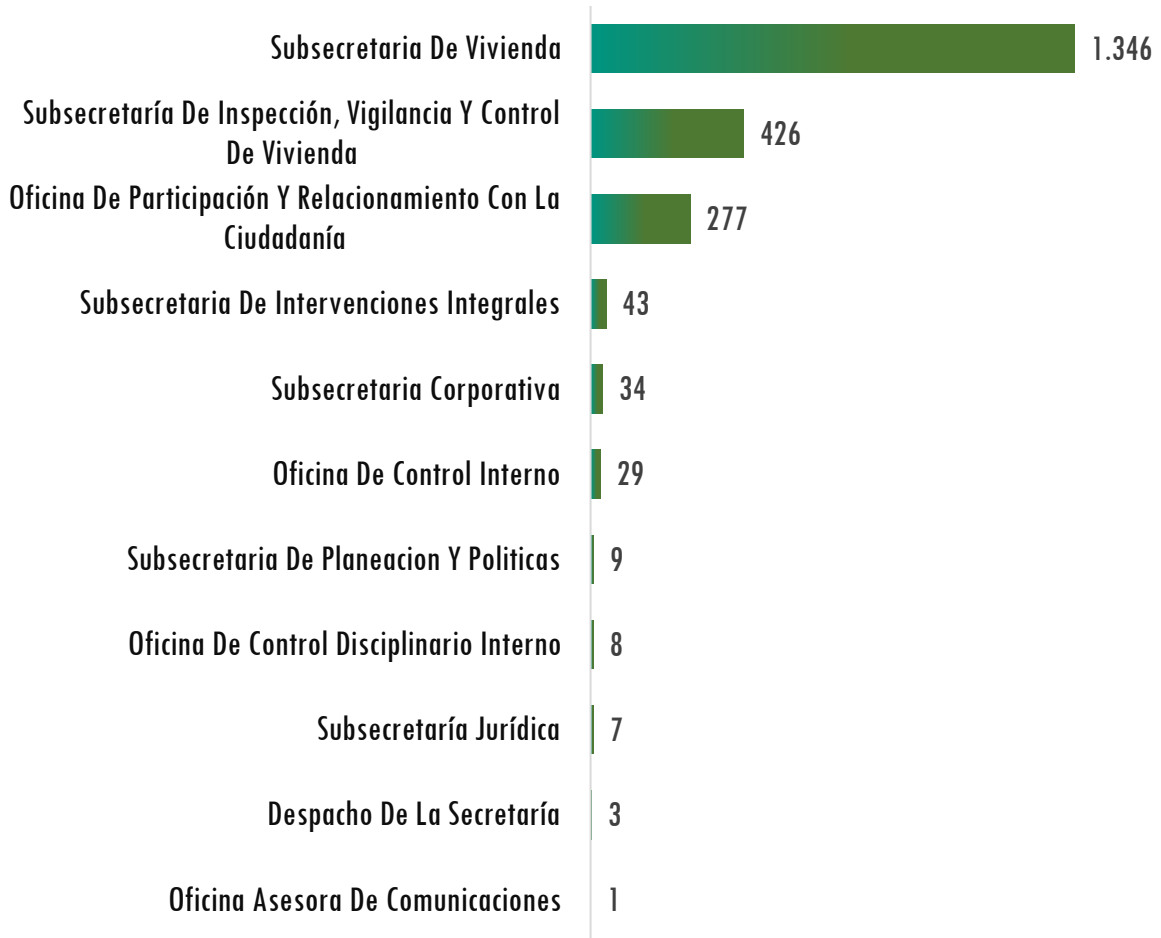 Subsecretaria De Vivienda 1.346
Subsecretaría De Inspección, Vigilancia Y Control
De Vivienda 426
Oficina De Participación Y Relacionamiento Con La
Ciudadanía 277
Subsecretaria De Intervenciones Integrales 43
Subsecretaria Corporativa 34
Oficina De Control Interno 29
Subsecretaria De Planeacion Y Politicas 9
Oficina De Control Disciplinario Interno 8
Subsecretaría Jurídica 7
Despacho De La Secretaría 3
Oficina Asesora De Comunicaciones 1